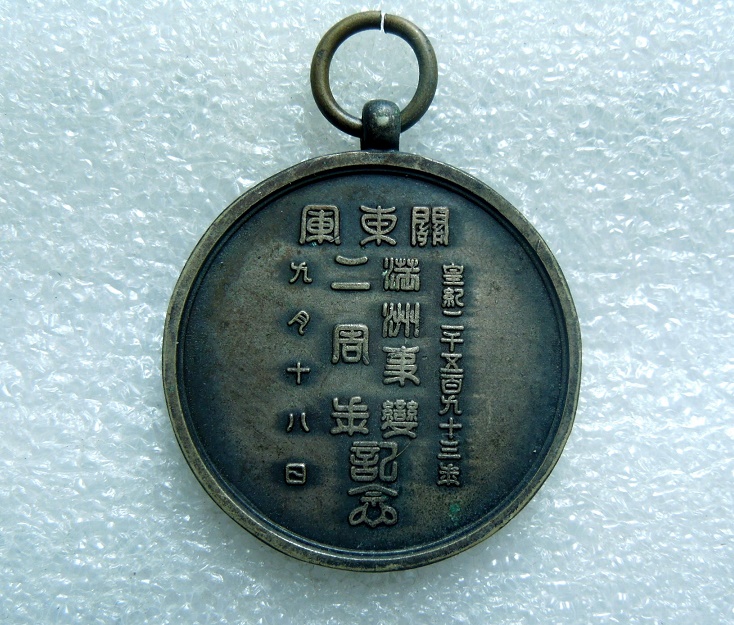 關東軍
皇紀二千五百九十三年
満洲事變
二周年
記念
九月十八日